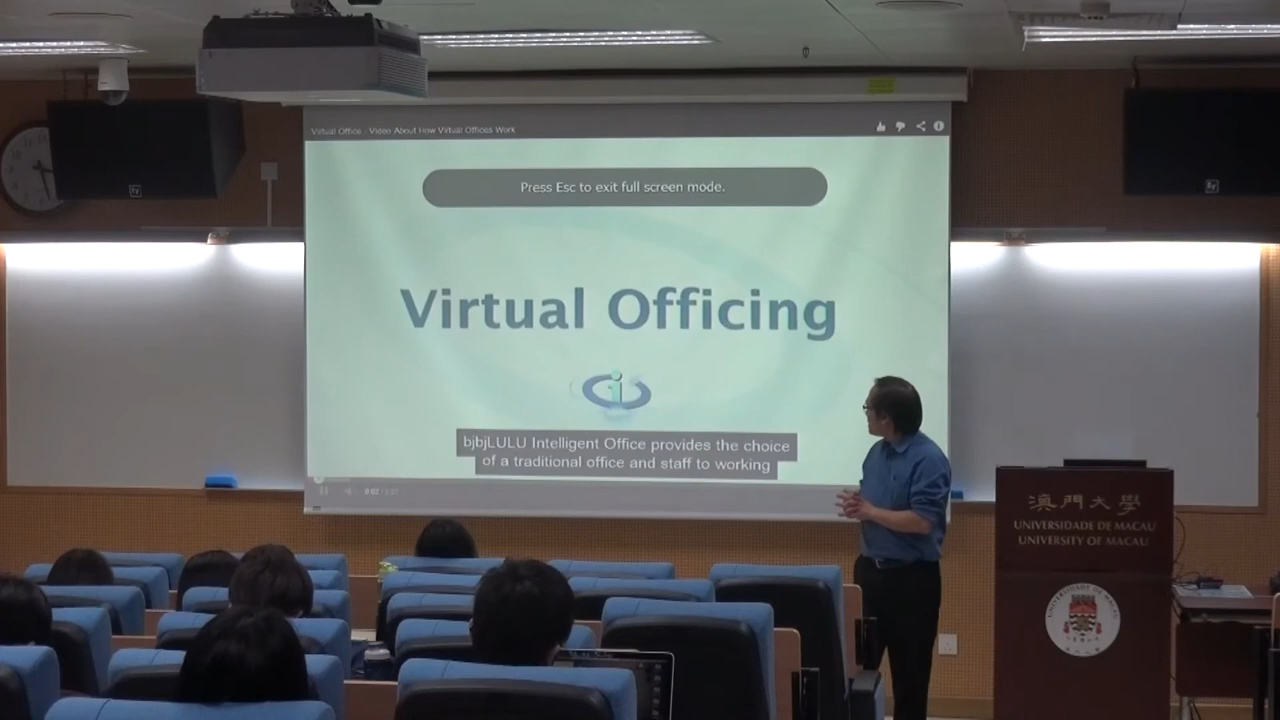 Virtual Office - Video About How Virtual Offices Work
Press Esc to exit full screen mode.
Virtual Officing
bjbjLULU Intelligent Office provides the choice
of a traditional office and staff to working
澳門大學
UNIVERSIDADE DE MACAU
UNIVERSITY OF MACAU